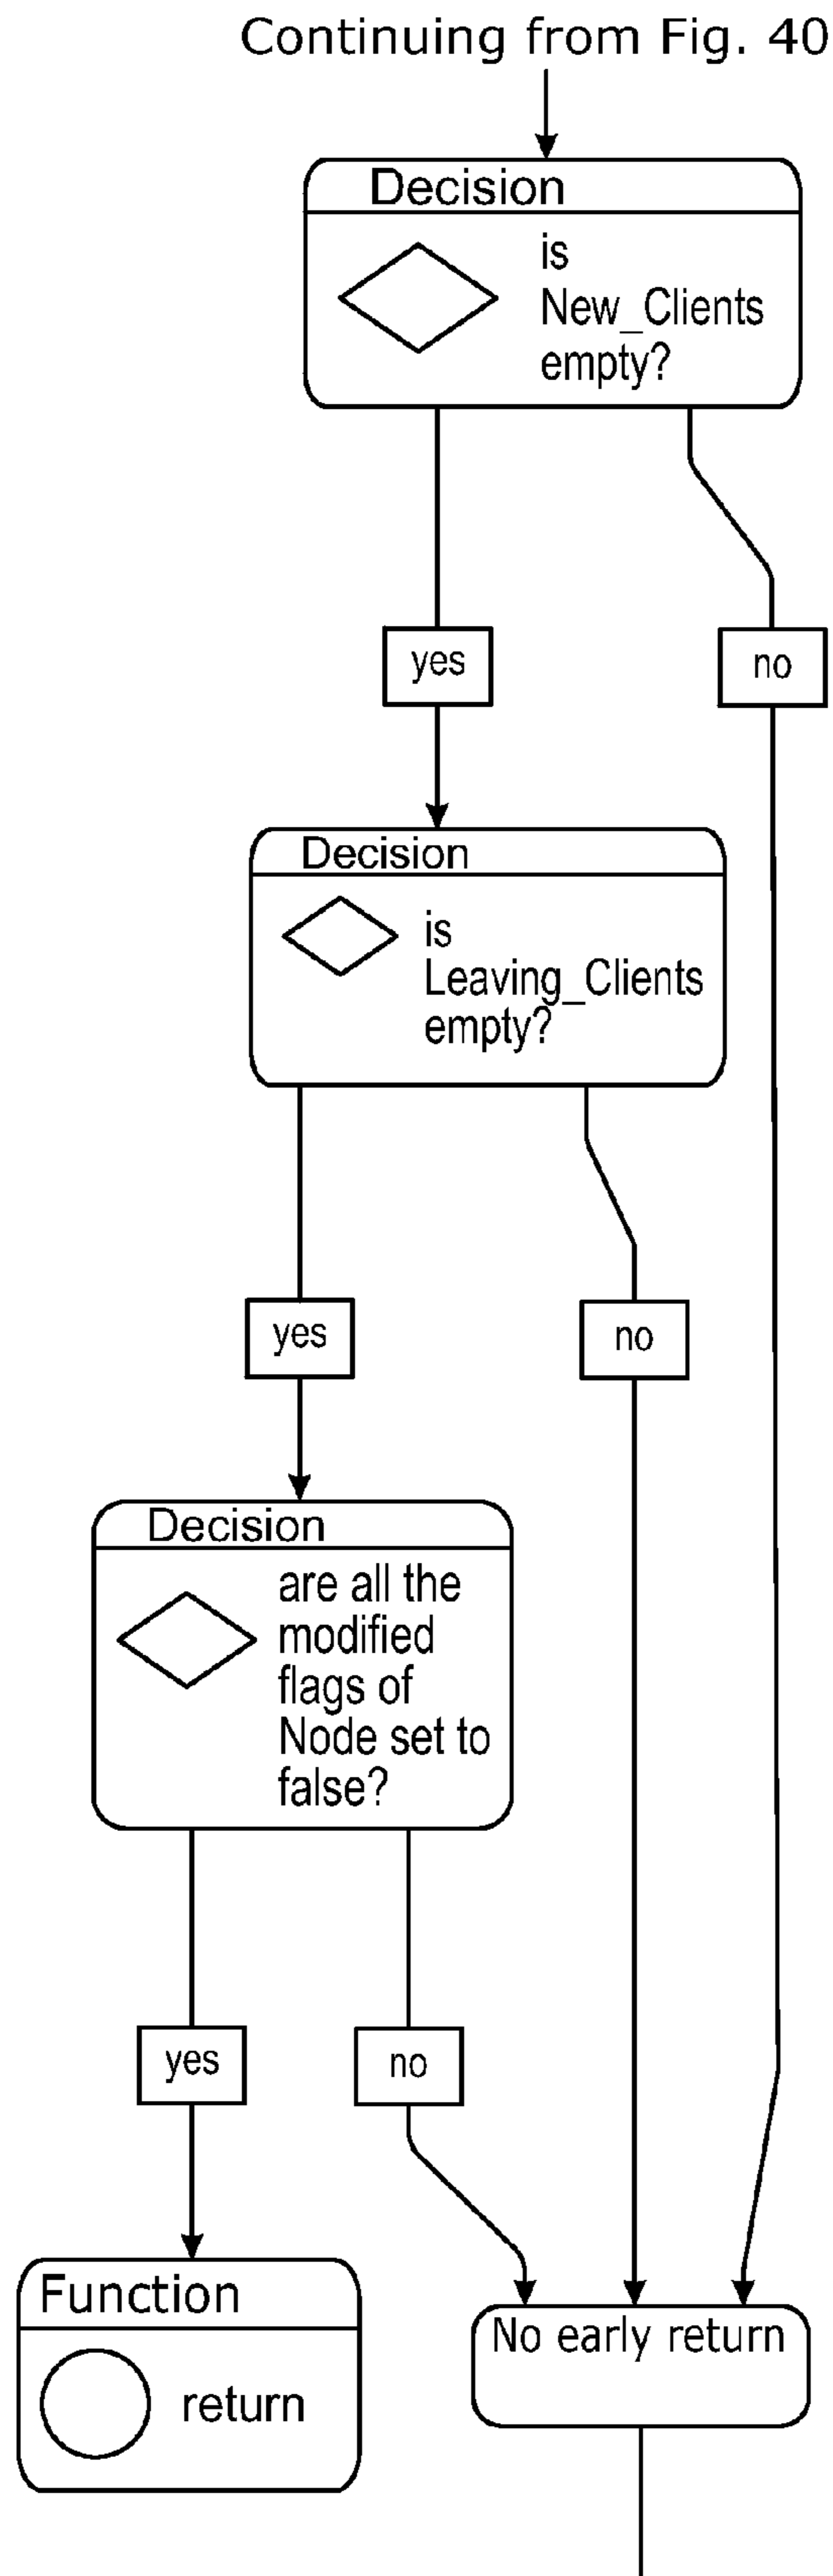 Continuing from Fig. 40
Decision
is
New_Clients
empty?
yes
no
Decision
is
Leaving_Clients
empty?
yes
no
Decision
are all the
modified
flags of
Node set to
false?
yes
no
Function
return
No early return